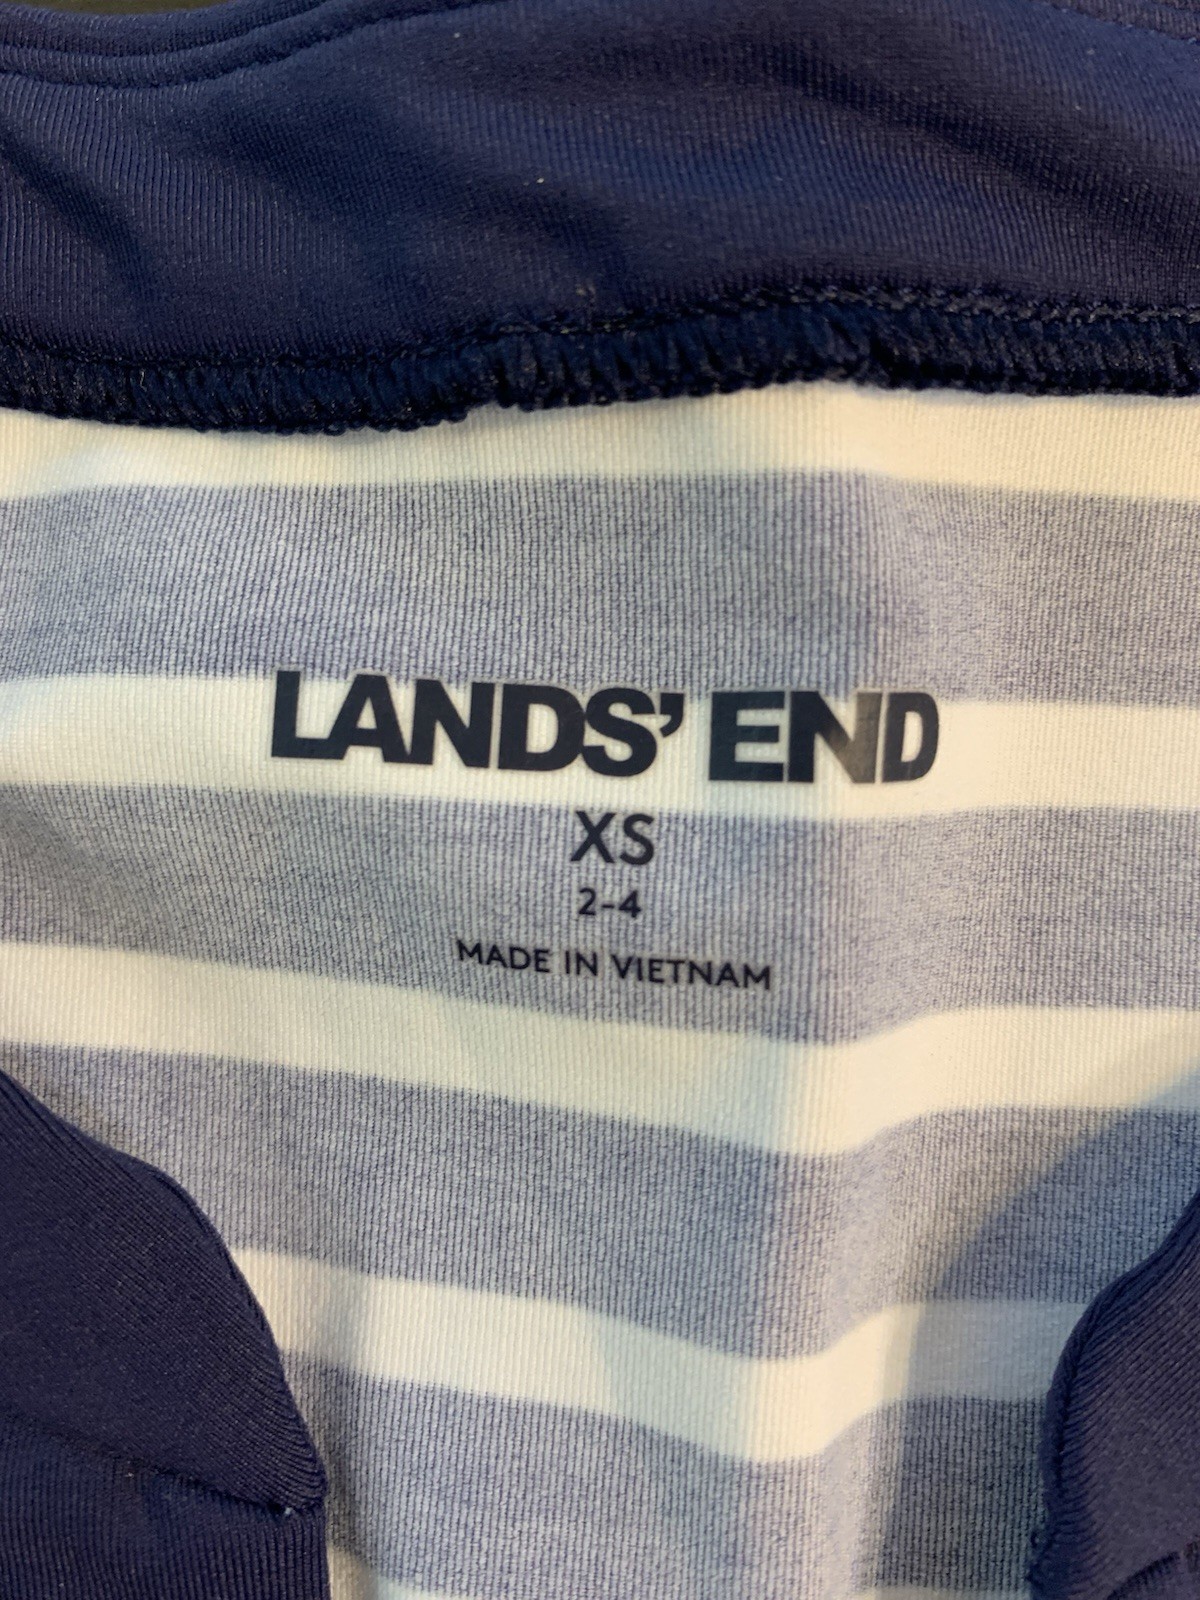 LANDS' END
XS
2-4
MADE IN VIETNAM